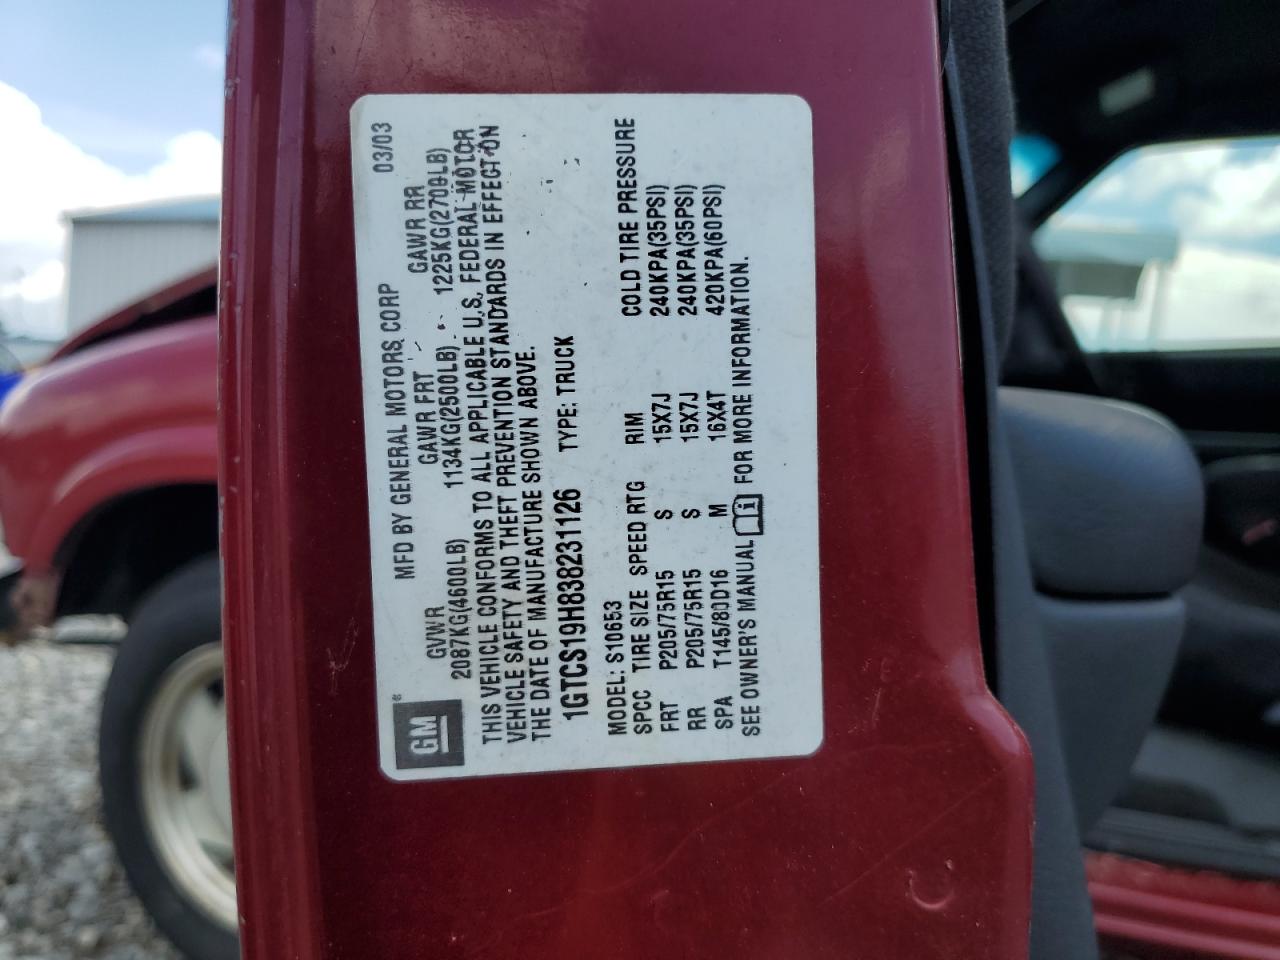 GM®
MFD BY GENERAL MOTORS CORP 03/03
GVWR GAWR FRT GAWR RR
2087KG(4600LB) 1134KG(2500LB) 1225KG(2700LB)
THIS VEHICLE CONFORMS TO ALL APPLICABLE U.S. FEDERAL MOTOR
VEHICLE SAFETY AND THEFT PREVENTION STANDARDS IN EFFECT ON
THE DATE OF MANUFACTURE SHOWN ABOVE.
1GTCS19H838231126 TYPE: TRUCK
MODEL: S10653
SPCC TIRE SIZE SPEED RTG RIM COLD TIRE PRESSURE
FRT P205/75R15 S 15X7J 240KPA(35PSI)
RR P205/75R15 S 15X7J 240KPA(35PSI)
SPA T145/80D16 M 16X4T 420KPA(60PSI)
SEE OWNER'S MANUAL i FOR MORE INFORMATION.